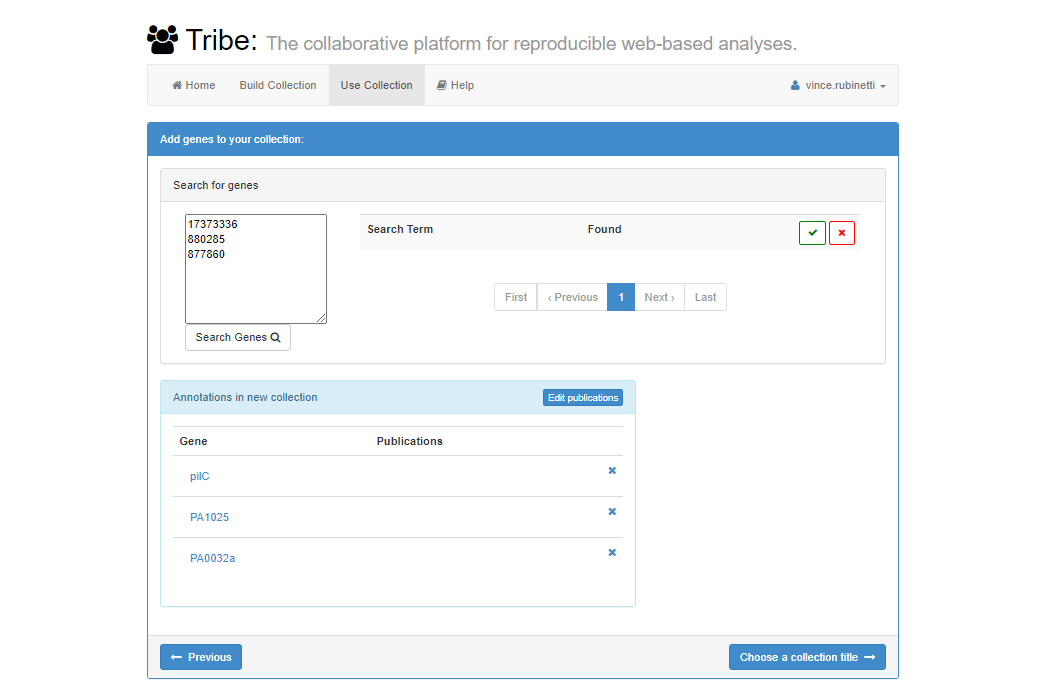 Tribe: The collaborative platform for reproducible web-based analyses.
Home Build Collection Use Collection Help vince.rubinetti
Add genes to your collection:
Search for genes
17373336
880285
877860
Search Genes
Search Term Found
First ‹ Previous 1 Next › Last
Annotations in new collection Edit publications
Gene Publications
pilC
PA1025
PA0032a
Previous Choose a collection title